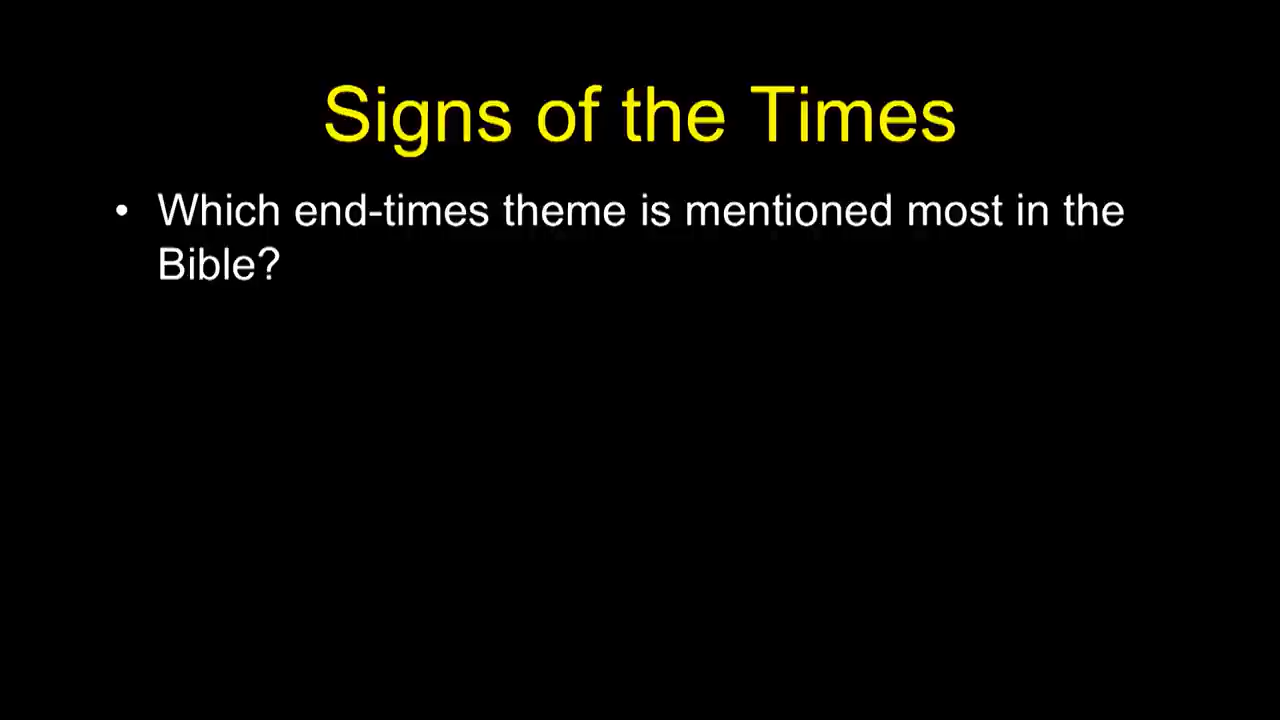 Signs of the Times
• Which end-times theme is mentioned most in the
Bible?